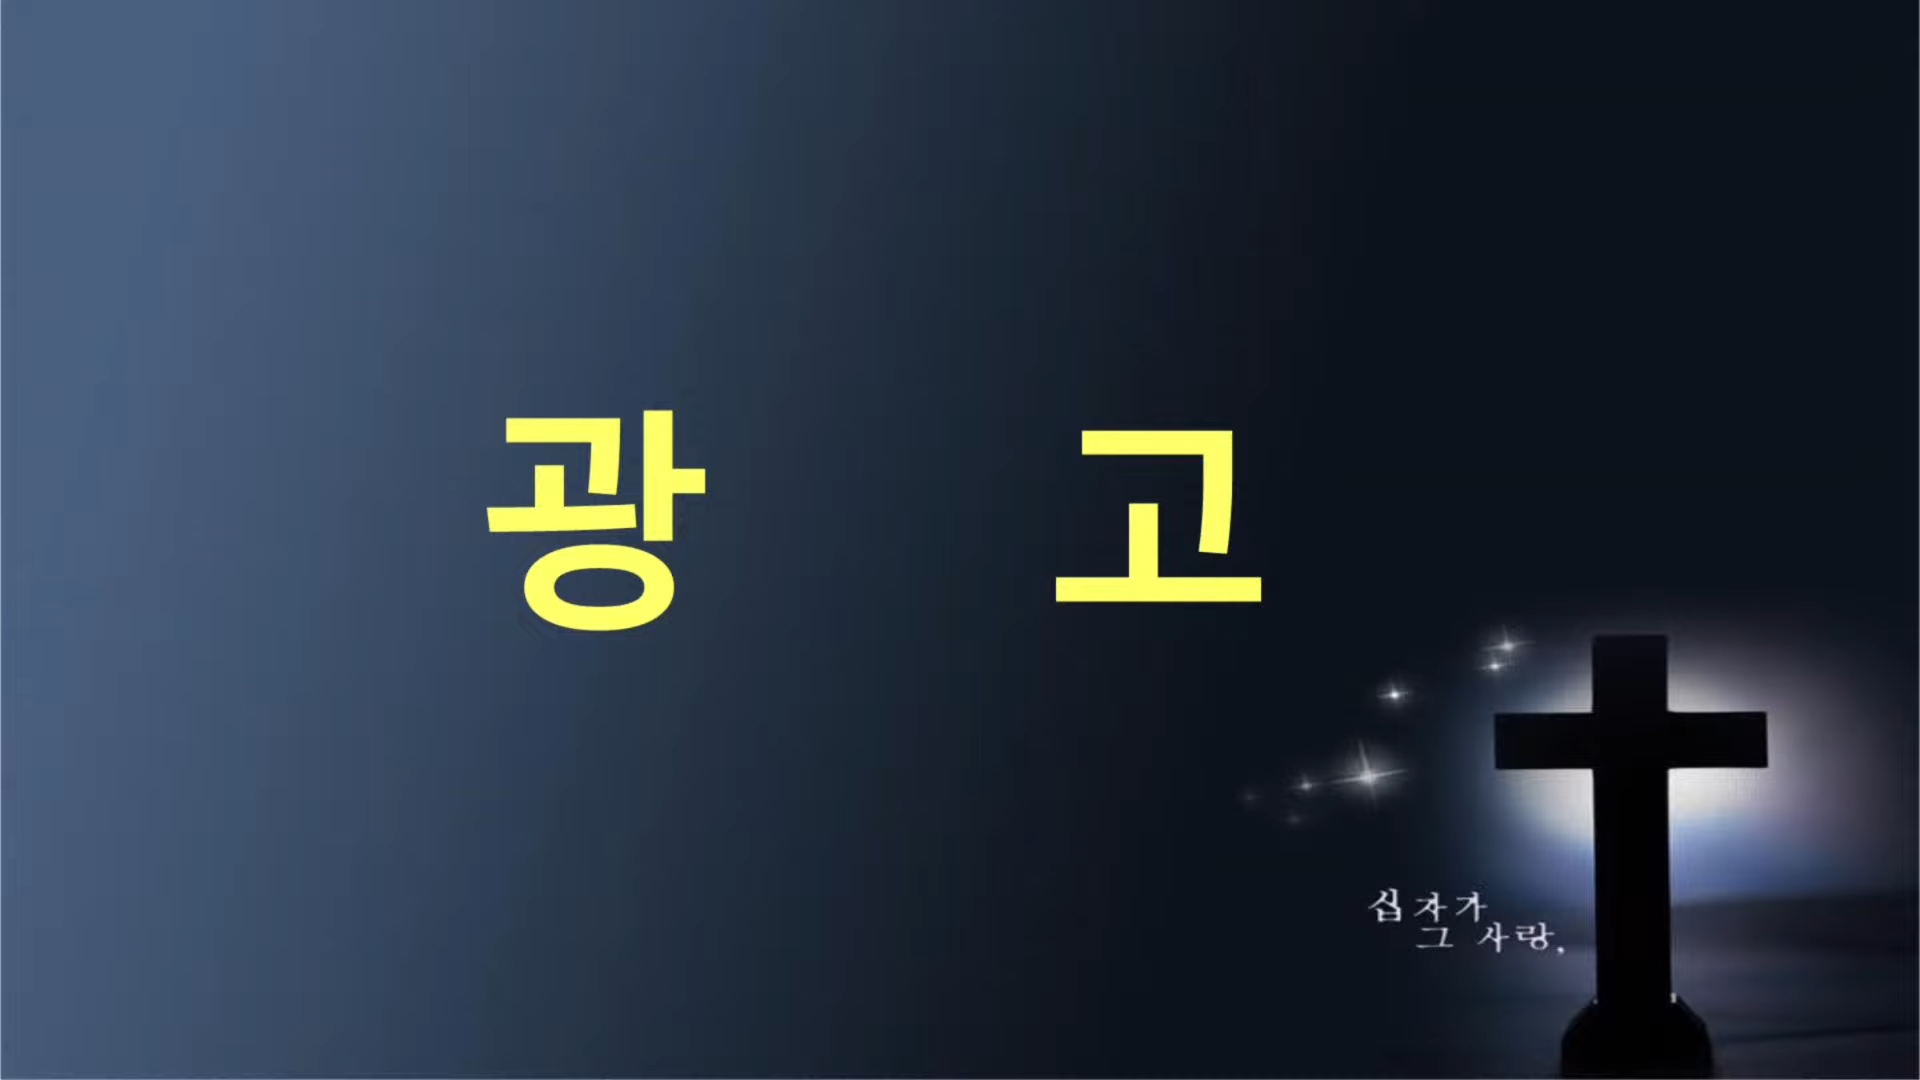 광 고
십자가
그 사랑,